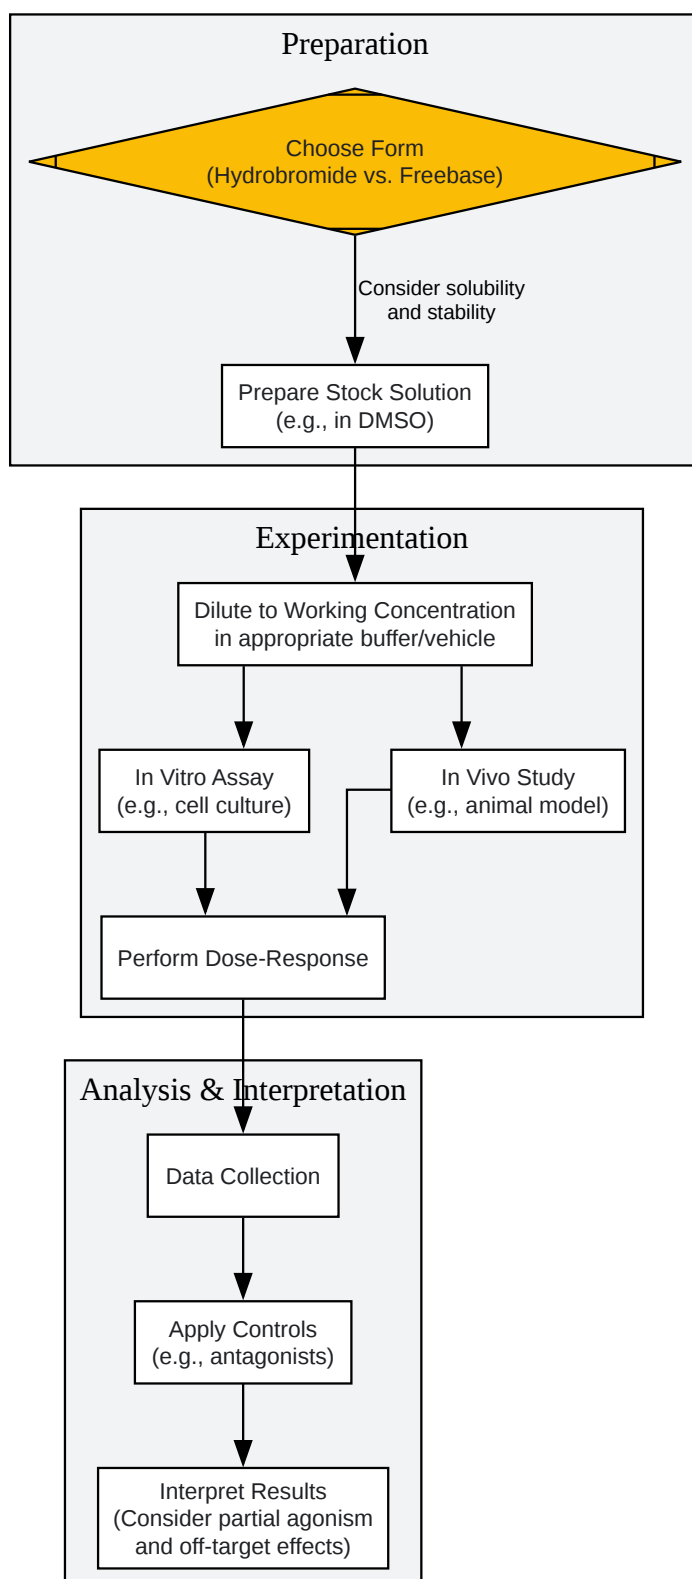 Preparation
Choose Form
(Hydrobromide vs. Freebase)
Consider solubility
and stability
Prepare Stock Solution
(e.g., in DMSO)
Experimentation
Dilute to Working Concentration
in appropriate buffer/vehicle
In Vitro Assay
(e.g., cell culture)
In Vivo Study
(e.g., animal model)
Perform Dose-Response
Analysis & Interpretation
Data Collection
Apply Controls
(e.g., antagonists)
Interpret Results
(Consider partial agonism
and off-target effects)